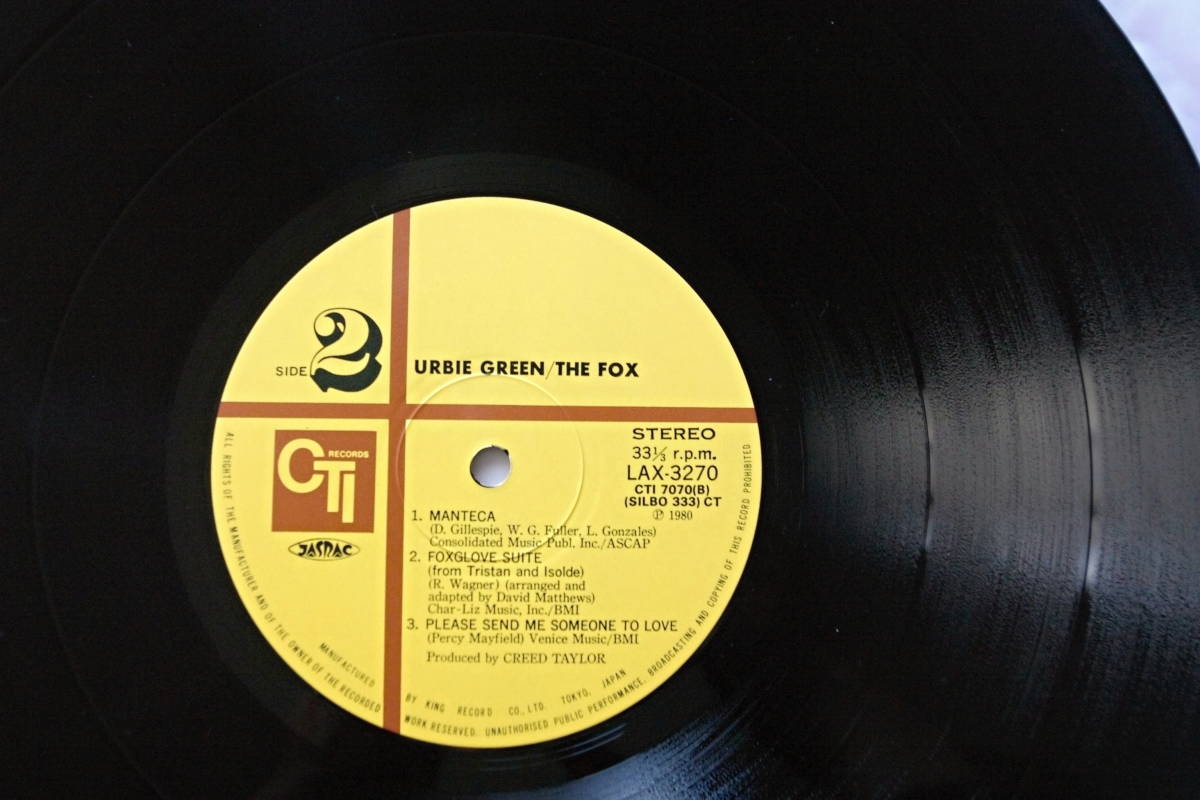 SIDE 2
URBIE GREEN/THE FOX
CTI RECORDS
JASRAC
STEREO
33⅓ r.p.m.
LAX-3270
CTI 7070(B)
(SILBO 333) CT
℗ 1980
1. MANTECA
(D. Gillespie, W. G. Fuller, L. Gonzales)
Consolidated Music Publ. Inc./ASCAP
2. FOXGLOVE SUITE
(from Tristan and Isolde)
(R. Wagner) (arranged and
adapted by David Matthews)
Char-Liz Music, Inc./BMI
3. PLEASE SEND ME SOMEONE TO LOVE
(Percy Mayfield) Venice Music/BMI
Produced by CREED TAYLOR
MANUFACTURED BY KING RECORD CO., LTD. TOKYO, JAPAN
ALL RIGHTS OF THE MANUFACTURER AND OF THE OWNER OF THE RECORDED WORK RESERVED. UNAUTHORISED PUBLIC PERFORMANCE, BROADCASTING AND COPYING OF THIS RECORD PROHIBITED